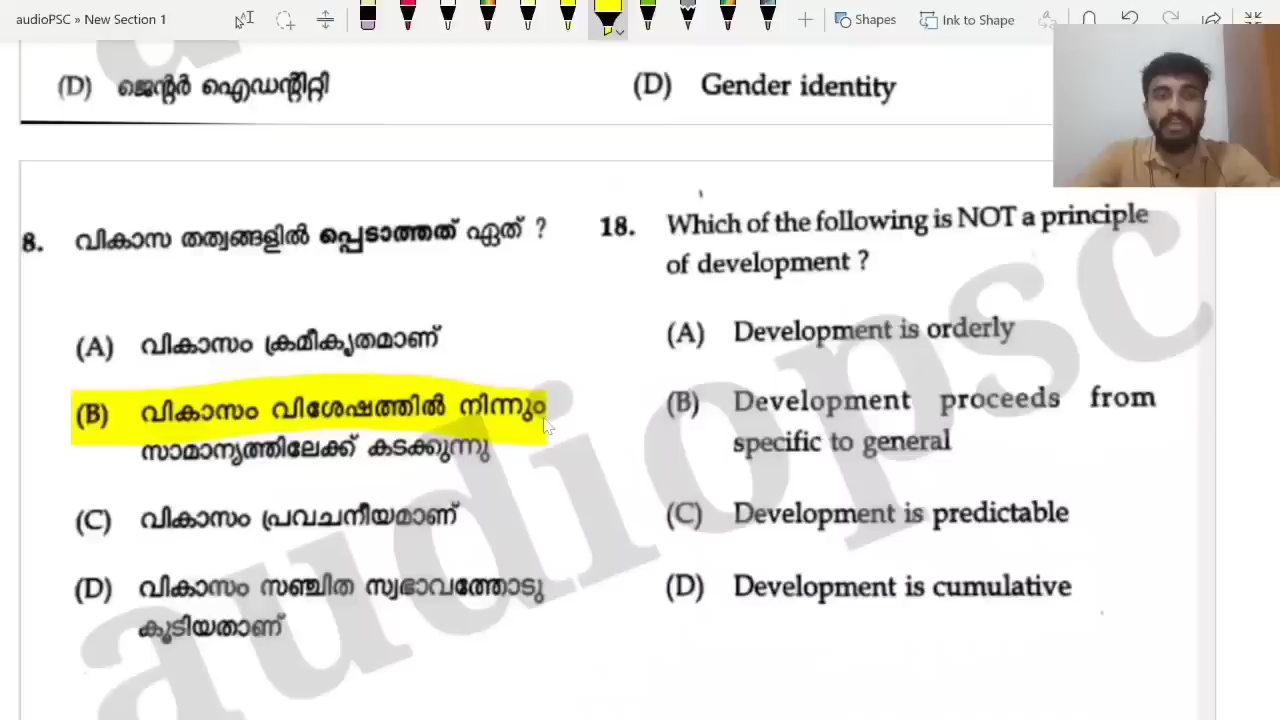 audioPSC » New Section 1
Shapes
Ink to Shape
(D) ജെന്റർ ഐഡന്റിറ്റി
(D) Gender identity
8. വികാസ തത്വങ്ങളിൽ പ്പെടാത്തത് ഏത് ?
(A) വികാസം ക്രമീകൃതമാണ്
(B) വികാസം വിശേഷത്തിൽ നിന്നും
സാമാന്യത്തിലേക്ക് കടക്കുന്നു
(C) വികാസം പ്രവചനീയമാണ്
(D) വികാസം സഞ്ചിത സ്വഭാവത്തോടു
കൂടിയതാണ്
18. Which of the following is NOT a principle
of development ?
(A) Development is orderly
(B) Development proceeds from
specific to general
(C) Development is predictable
(D) Development is cumulative
audiopsc